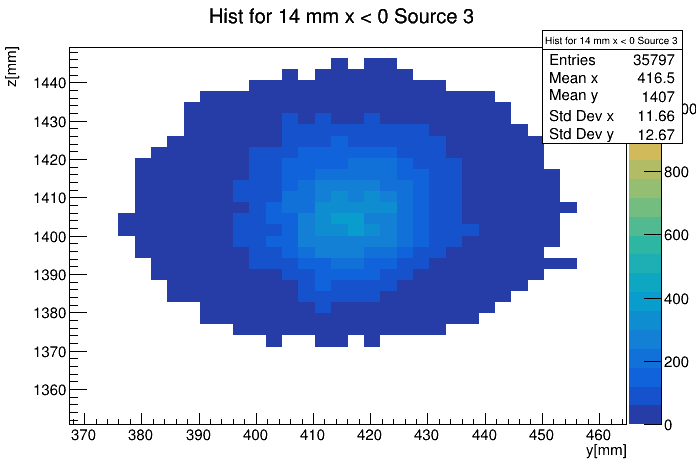 Hist for 14 mm x < 0 Source 3
z[mm]
Hist for 14 mm x < 0 Source 3
Entries 35797
Mean x 416.5
Mean y 1407
Std Dev x 11.66
Std Dev y 12.67
1440
1430
1420
1410
1400
1390
1380
1370
1360
800
600
400
200
0
370 380 390 400 410 420 430 440 450 460
y[mm]